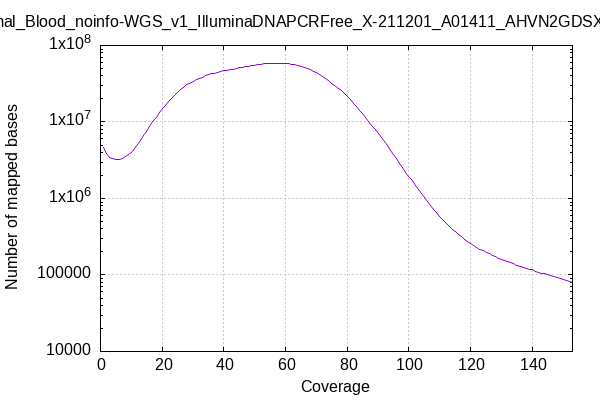 nal_Blood_noinfo-WGS_v1_IlluminaDNAPCRFree_X-211201_A01411_AHVN2GDSX
1x10^8
1x10^7
1x10^6
100000
10000
Number of mapped bases
0 20 40 60 80 100 120 140
Coverage